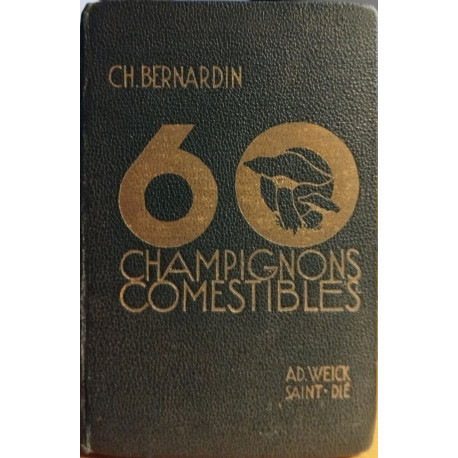 CH. BERNARDIN
60
CHAMPIGNONS
COMESTIBLES
AD. WEICK
SAINT-DIÉ